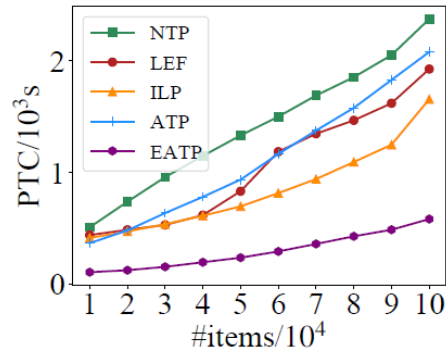 NTP
LEF
ILP
ATP
EATP
PTC/10³s
2
1
0
1 2 3 4 5 6 7 8 9 10
#items/10⁴